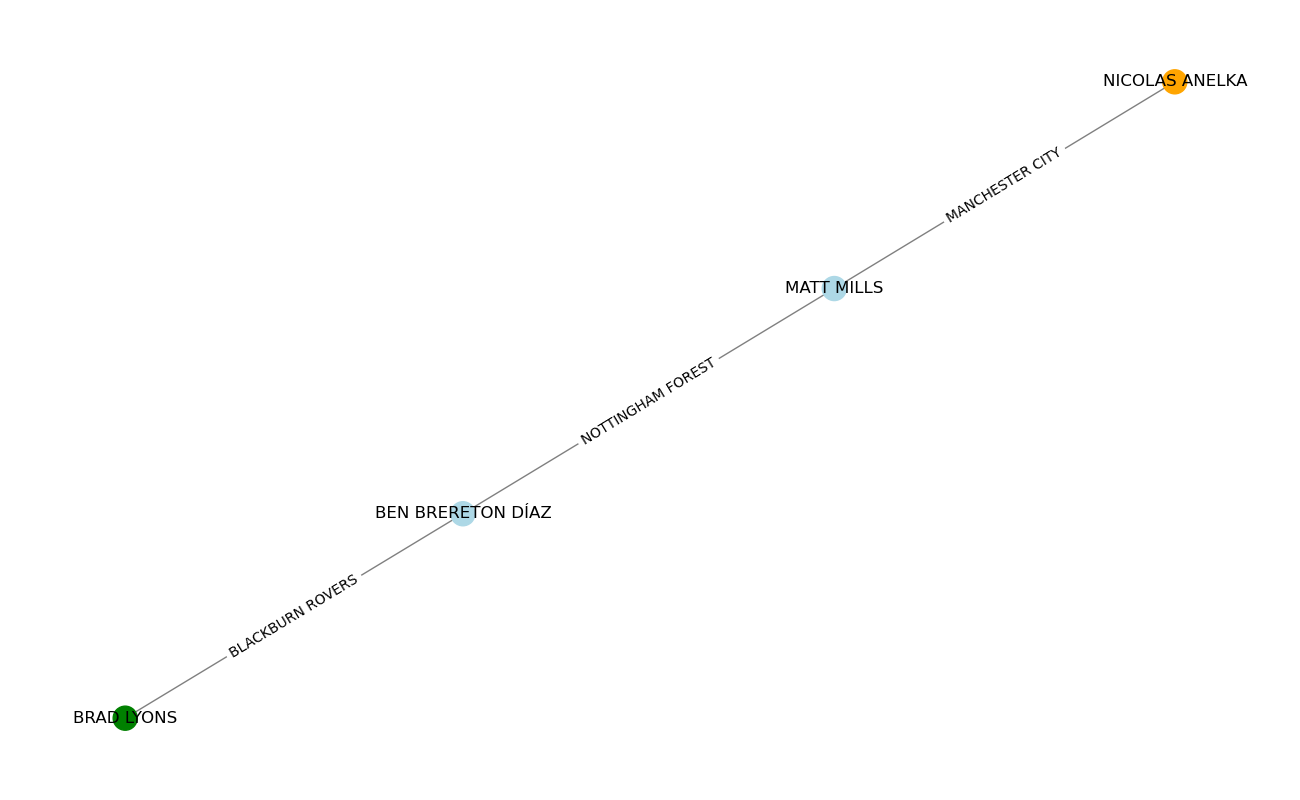 NICOLAS ANELKA
MANCHESTER CITY
MATT MILLS
NOTTINGHAM FOREST
BEN BRERETON DÍAZ
BLACKBURN ROVERS
BRAD LYONS